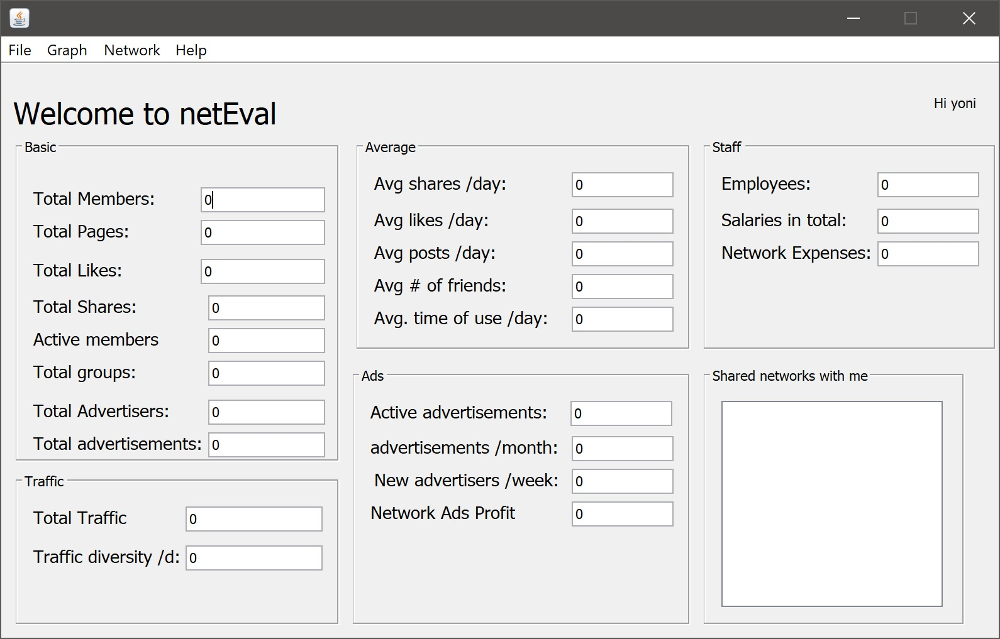 File Graph Network Help
Welcome to netEval
Hi yoni
Basic
Total Members: 0
Total Pages: 0
Total Likes: 0
Total Shares: 0
Active members 0
Total groups: 0
Total Advertisers: 0
Total advertisements: 0
Traffic
Total Traffic 0
Traffic diversity /d: 0
Average
Avg shares /day: 0
Avg likes /day: 0
Avg posts /day: 0
Avg # of friends: 0
Avg. time of use /day: 0
Ads
Active advertisements: 0
advertisements /month: 0
New advertisers /week: 0
Network Ads Profit 0
Staff
Employees: 0
Salaries in total: 0
Network Expenses: 0
Shared networks with me